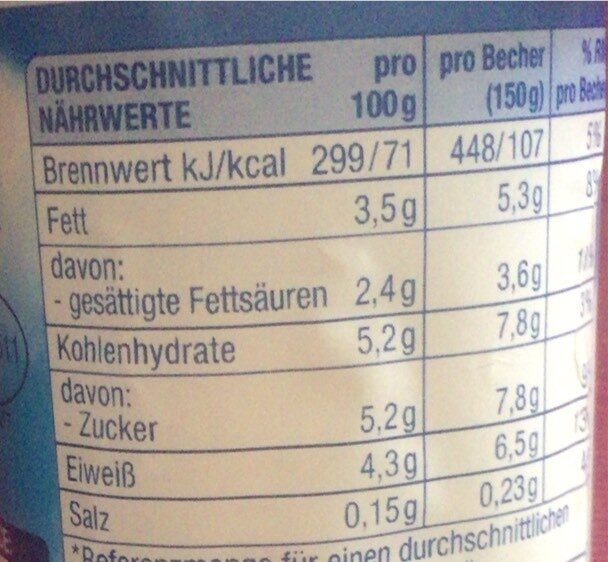 DURCHSCHNITTLICHE pro pro Becher %
NÄHRWERTE 100g (150g) pro
Brennwert kJ/kcal 299/71 448/107 5%
Fett 3,5g 5,3g
davon:
- gesättigte Fettsäuren 2,4g 3,6g
Kohlenhydrate 5,2g 7,8g
davon:
- Zucker 5,2g 7,8g
Eiweiß 4,3g 6,5g
Salz 0,15g 0,23g
für einen durchschnittlichen